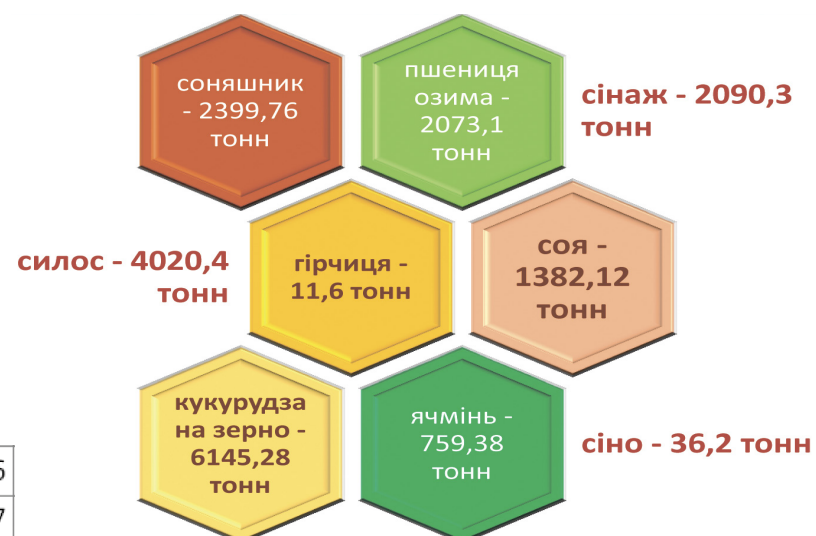 соняшник
- 2399,76
тонн
пшениця
озима -
2073,1
тонн
сінаж - 2090,3
тонн
силос - 4020,4
тонн
гірчиця -
11,6 тонн
соя -
1382,12
тонн
кукурудза
на зерно -
6145,28
тонн
ячмінь -
759,38
тонн
сіно - 36,2 тонн
6
7